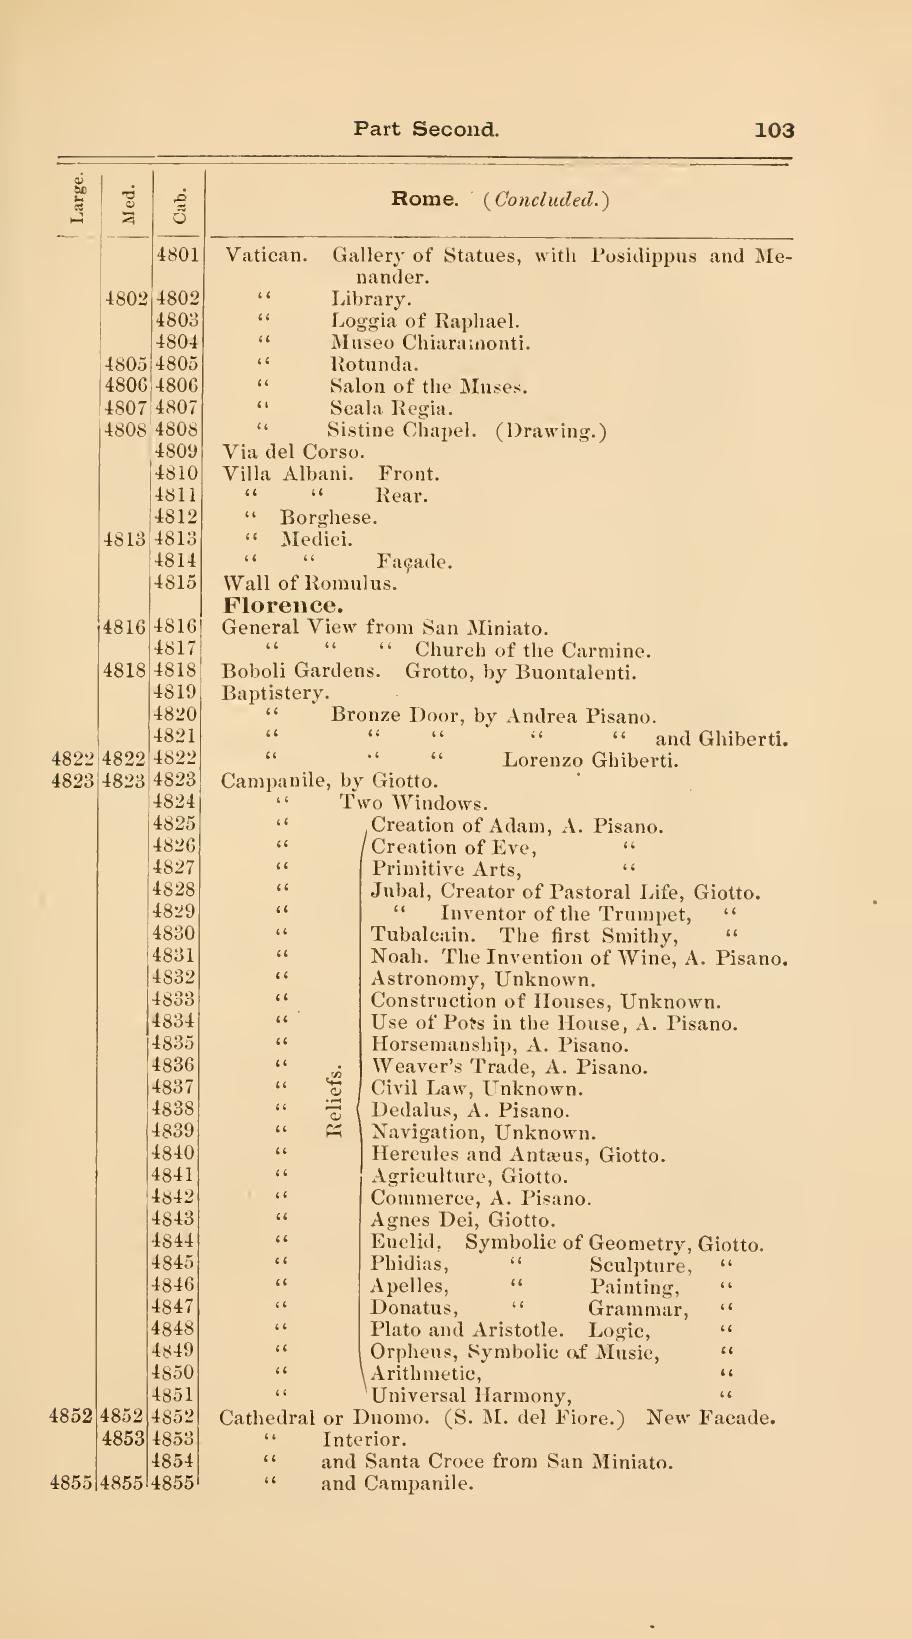 Part Second. 103
Large. Med. Cab. Rome. (Concluded.)
4801 Vatican. Gallery of Statues, with Posidippus and Me-
nander.
4802 4802 “ Library.
4803 “ Loggia of Raphael.
4804 “ Museo Chiaramonti.
4805 4805 “ Rotunda.
4806 4806 “ Salon of the Muses.
4807 4807 “ Scala Regia.
4808 4808 “ Sistine Chapel. (Drawing.)
4809 Via del Corso.
4810 Villa Albani. Front.
4811 “ “ Rear.
4812 “ Borghese.
4813 4813 “ Medici.
4814 “ “ Façade.
4815 Wall of Romulus.
Florence.
4816 4816 General View from San Miniato.
4817 “ “ “ Church of the Carmine.
4818 4818 Boboli Gardens. Grotto, by Buontalenti.
4819 Baptistery.
4820 “ Bronze Door, by Andrea Pisano.
4821 “ “ “ “ “ and Ghiberti.
4822 4822 4822 “ “ “ Lorenzo Ghiberti.
4823 4823 4823 Campanile, by Giotto.
4824 “ Two Windows.
4825 “ Creation of Adam, A. Pisano.
4826 “ Creation of Eve, “
4827 “ Primitive Arts, “
4828 “ Jubal, Creator of Pastoral Life, Giotto.
4829 “ “ Inventor of the Trumpet, “
4830 “ Tubalcain. The first Smithy, “
4831 “ Noah. The Invention of Wine, A. Pisano.
4832 “ Astronomy, Unknown.
4833 “ Construction of Houses, Unknown.
4834 “ Use of Pots in the House, A. Pisano.
4835 “ Horsemanship, A. Pisano.
4836 “ Weaver's Trade, A. Pisano.
4837 “ Civil Law, Unknown.
4838 “ Reliefs. Dedalus, A. Pisano.
4839 “ Navigation, Unknown.
4840 “ Hercules and Antæus, Giotto.
4841 “ Agriculture, Giotto.
4842 “ Commerce, A. Pisano.
4843 “ Agnes Dei, Giotto.
4844 “ Euclid, Symbolic of Geometry, Giotto.
4845 “ Phidias, “ Sculpture, “
4846 “ Apelles, “ Painting, “
4847 “ Donatus, “ Grammar, “
4848 “ Plato and Aristotle. Logic, “
4849 “ Orpheus, Symbolic of Music, “
4850 “ Arithmetic, “
4851 “ Universal Harmony, “
4852 4852 4852 Cathedral or Duomo. (S. M. del Fiore.) New Facade.
4853 4853 “ Interior.
4854 “ and Santa Croce from San Miniato.
4855 4855 4855 “ and Campanile.